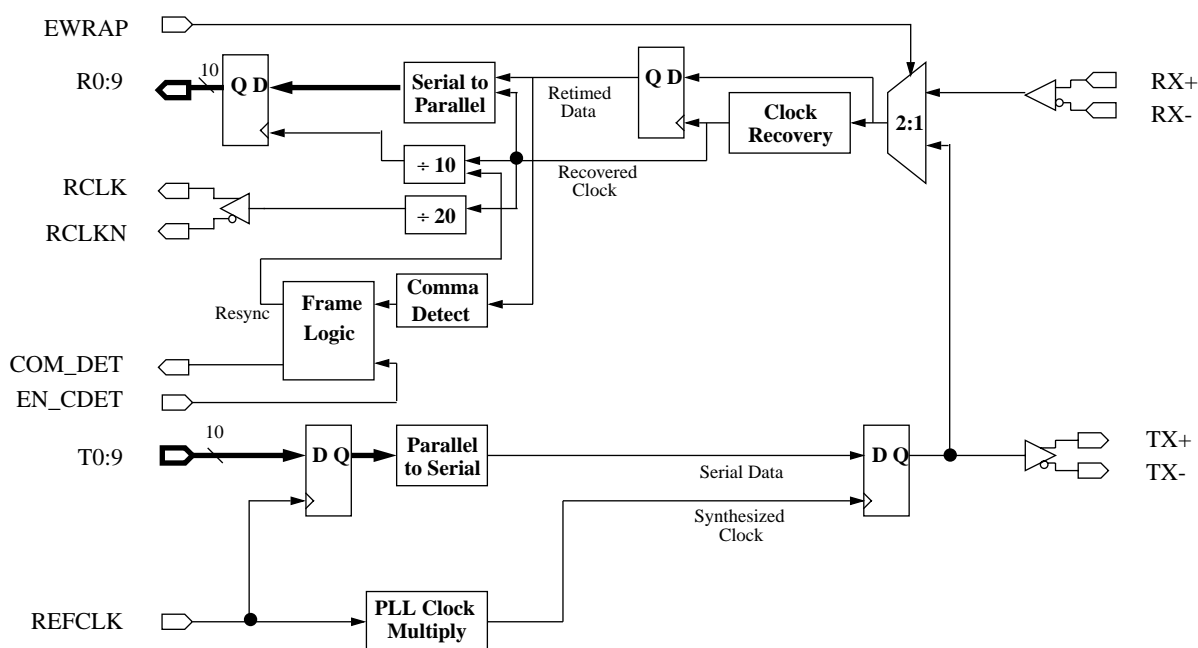 EWRAP
R0:9
10
Q D
Serial to
Parallel
Retimed
Data
Q D
Clock
Recovery
2:1
RX+
RX-
÷ 10
Recovered
Clock
RCLK
RCLKN
÷ 20
Resync
Frame
Logic
Comma
Detect
COM_DET
EN_CDET
T0:9
10
D Q
Parallel
to Serial
Serial Data
D Q
TX+
TX-
Synthesized
Clock
REFCLK
PLL Clock
Multiply